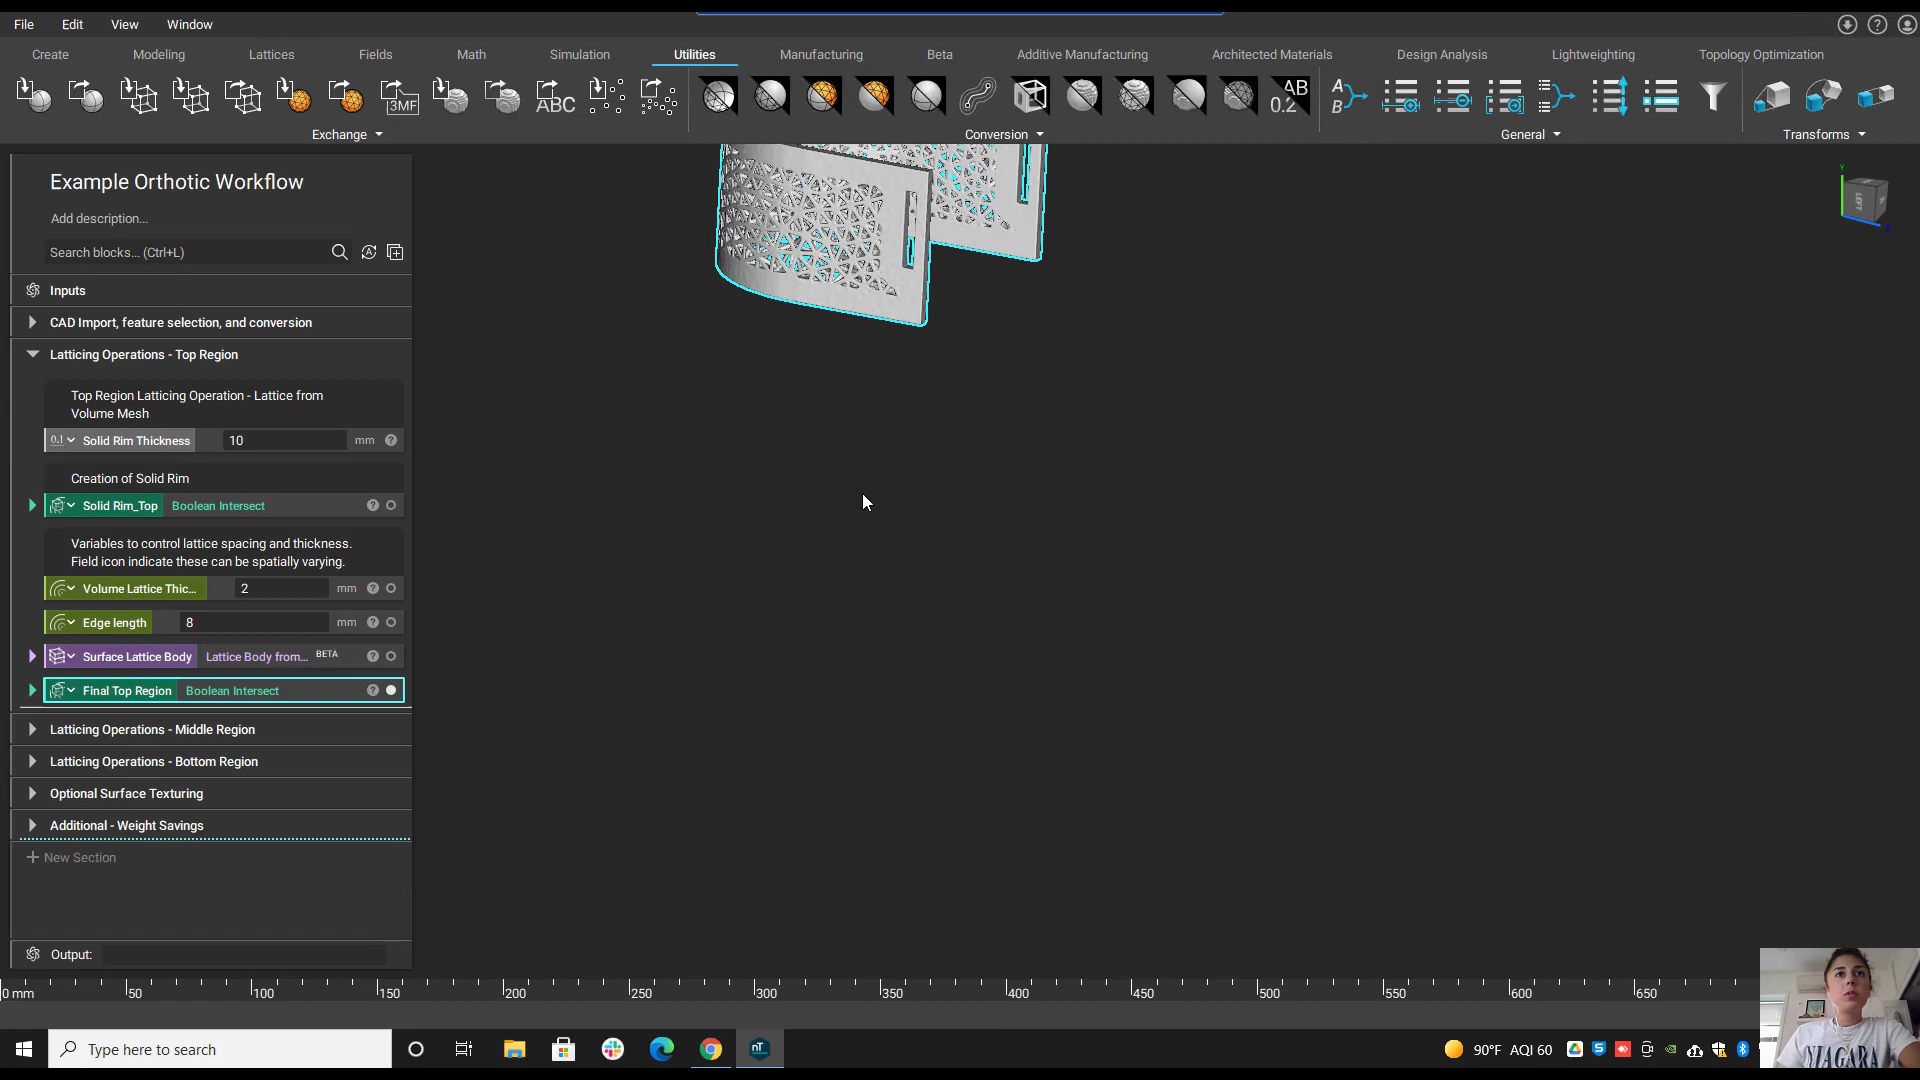 File Edit View Window
Create Modeling Lattices Fields Math Simulation Utilities Manufacturing Beta Additive Manufacturing Architected Materials Design Analysis Lightweighting Topology Optimization
3MF ABC AB 0.2 A B
Exchange Conversion General Transforms
Example Orthotic Workflow
Add description...
Search blocks... (Ctrl+L)
Inputs
CAD Import, feature selection, and conversion
Latticing Operations - Top Region
Top Region Latticing Operation - Lattice from
Volume Mesh
0.1 Solid Rim Thickness 10 mm
Creation of Solid Rim
Solid Rim_Top Boolean Intersect
Variables to control lattice spacing and thickness.
Field icon indicate these can be spatially varying.
Volume Lattice Thic... 2 mm
Edge length 8 mm
Surface Lattice Body Lattice Body from... BETA
Final Top Region Boolean Intersect
Latticing Operations - Middle Region
Latticing Operations - Bottom Region
Optional Surface Texturing
Additional - Weight Savings
+ New Section
Output:
LEFT
0 mm 50 100 150 200 250 300 350 400 450 500 550 600 650
Type here to search
nT
90°F AQI 60
NIAGARA